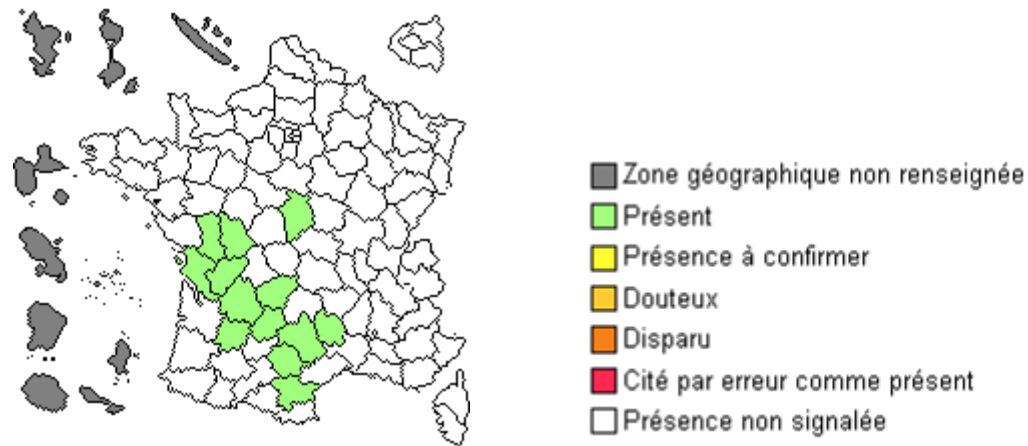 Zone géographique non renseignée
Présent
Présence à confirmer
Douteux
Disparu
Cité par erreur comme présent
Présence non signalée